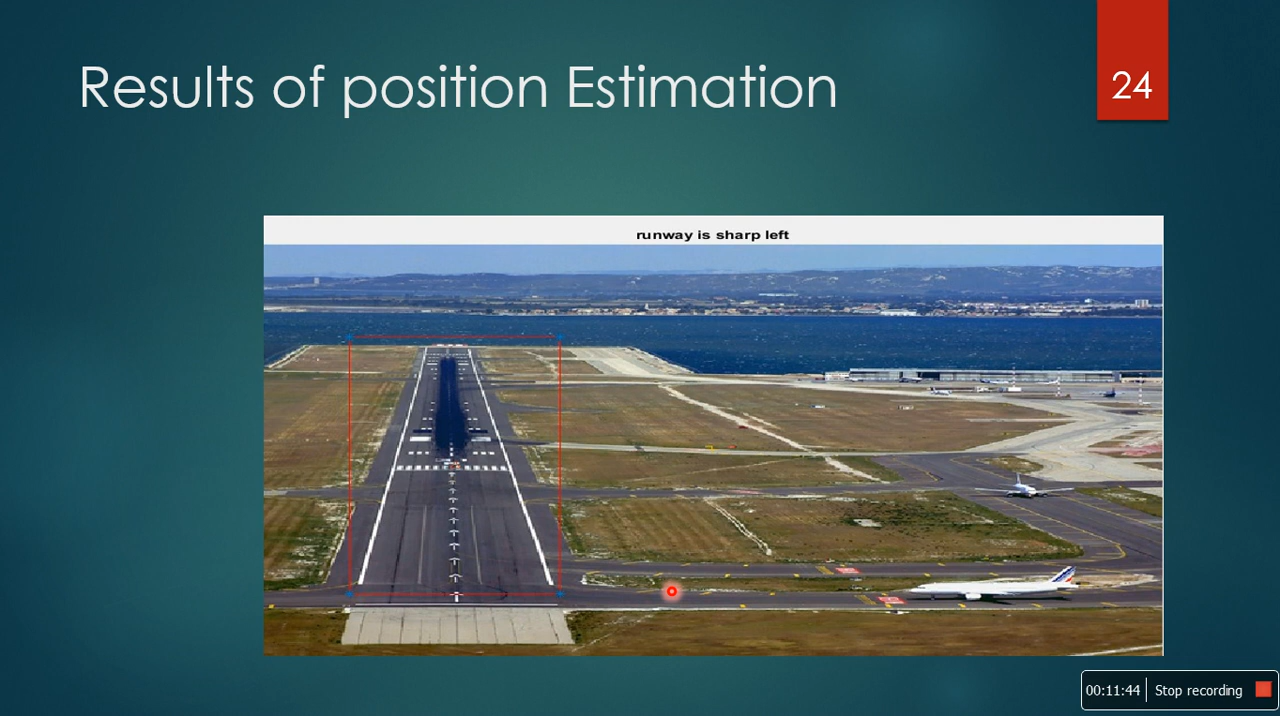 Results of position Estimation
24
runway is sharp left
00:11:44 Stop recording